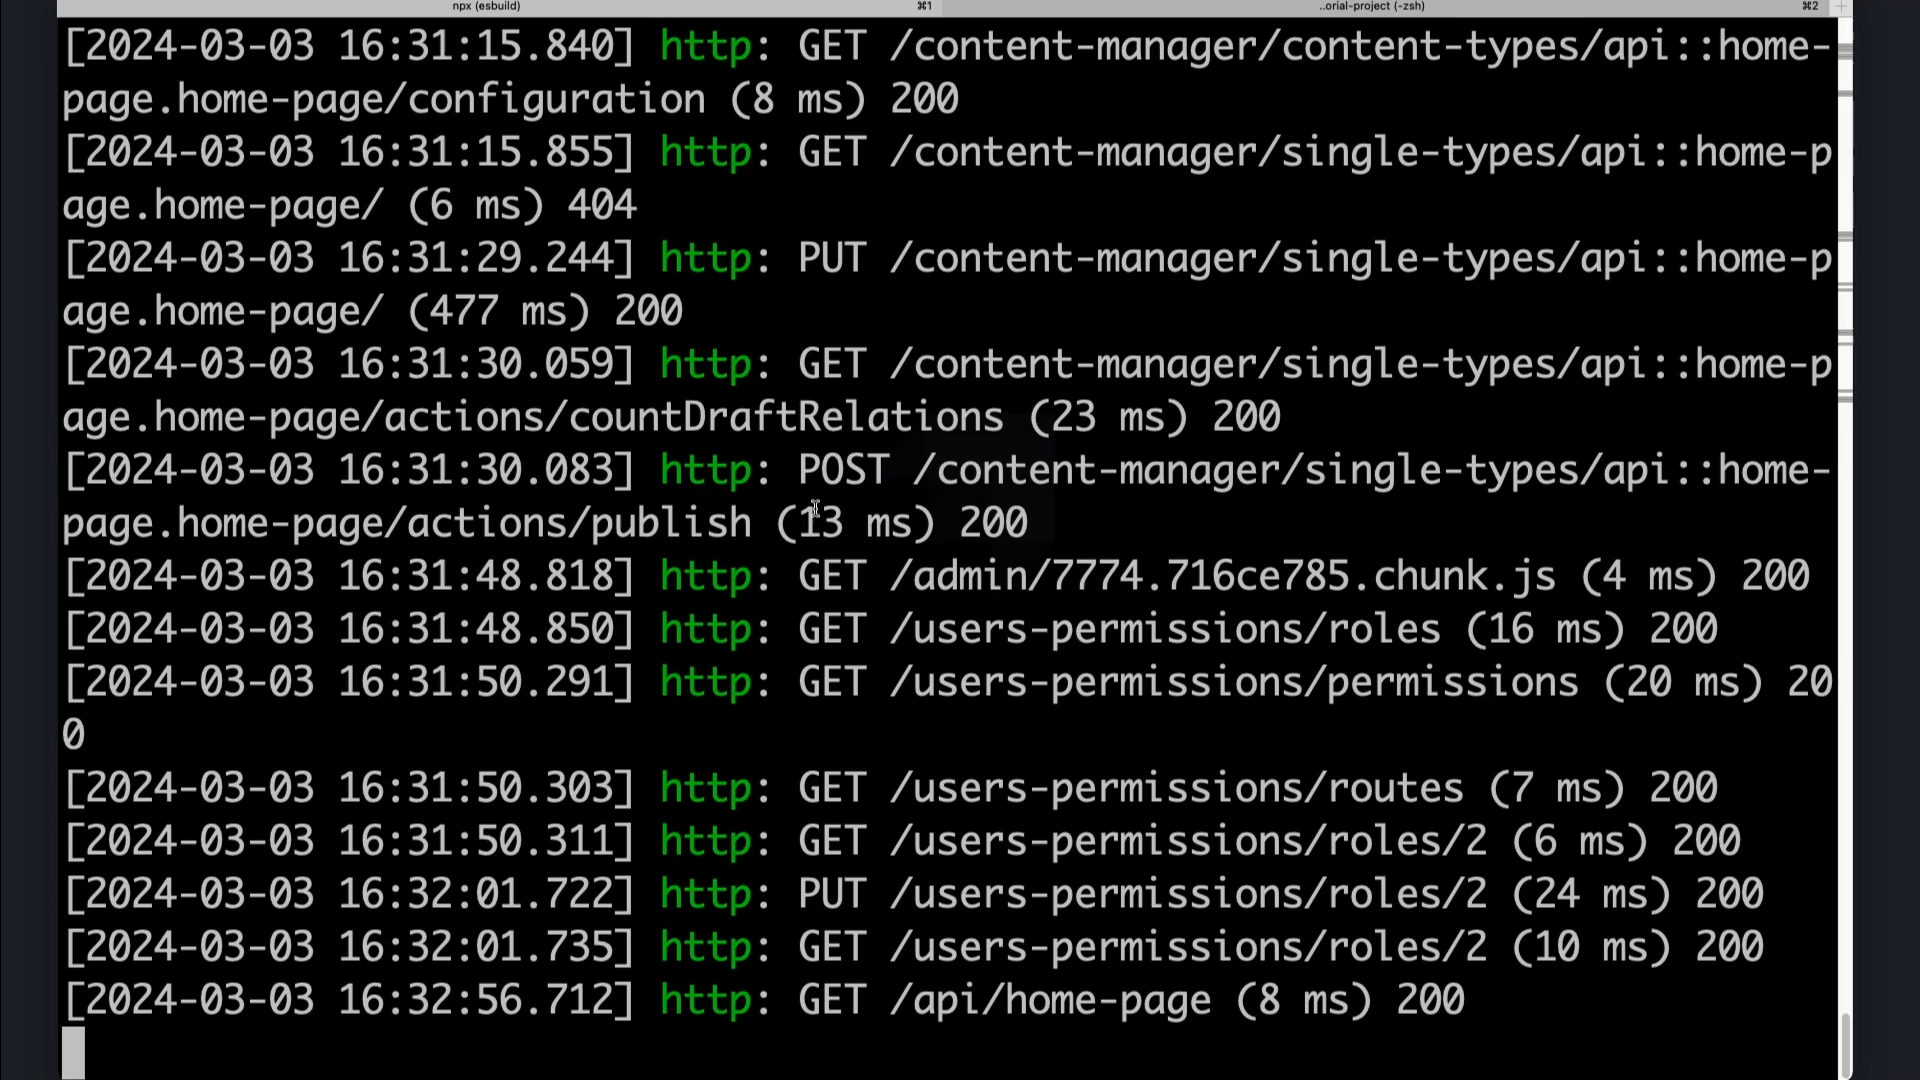 npx (esbuild) ⌘1 ..orial-project (-zsh) ⌘2
[2024-03-03 16:31:15.840] http: GET /content-manager/content-types/api::home-
page.home-page/configuration (8 ms) 200
[2024-03-03 16:31:15.855] http: GET /content-manager/single-types/api::home-p
age.home-page/ (6 ms) 404
[2024-03-03 16:31:29.244] http: PUT /content-manager/single-types/api::home-p
age.home-page/ (477 ms) 200
[2024-03-03 16:31:30.059] http: GET /content-manager/single-types/api::home-p
age.home-page/actions/countDraftRelations (23 ms) 200
[2024-03-03 16:31:30.083] http: POST /content-manager/single-types/api::home-
page.home-page/actions/publish (13 ms) 200
[2024-03-03 16:31:48.818] http: GET /admin/7774.716ce785.chunk.js (4 ms) 200
[2024-03-03 16:31:48.850] http: GET /users-permissions/roles (16 ms) 200
[2024-03-03 16:31:50.291] http: GET /users-permissions/permissions (20 ms) 20
0
[2024-03-03 16:31:50.303] http: GET /users-permissions/routes (7 ms) 200
[2024-03-03 16:31:50.311] http: GET /users-permissions/roles/2 (6 ms) 200
[2024-03-03 16:32:01.722] http: PUT /users-permissions/roles/2 (24 ms) 200
[2024-03-03 16:32:01.735] http: GET /users-permissions/roles/2 (10 ms) 200
[2024-03-03 16:32:56.712] http: GET /api/home-page (8 ms) 200